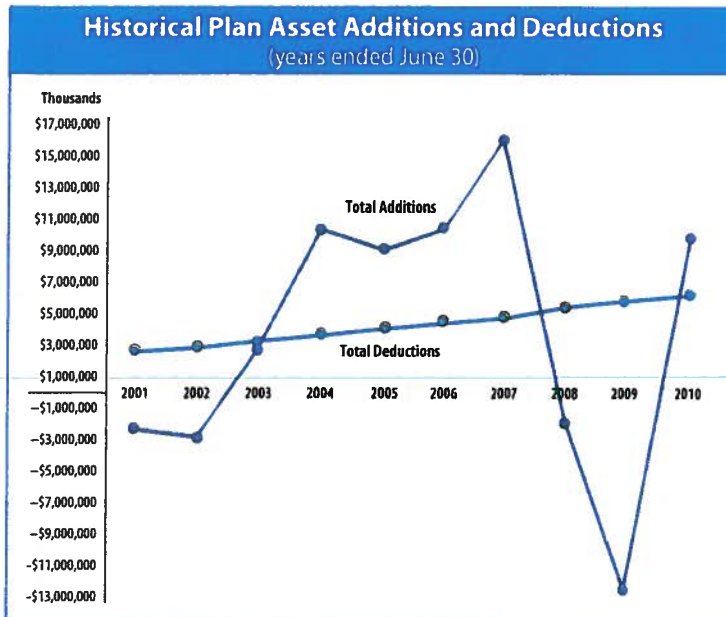 Historical Plan Asset Additions and Deductions
(years ended June 30)
Thousands
$17,000,000
$15,000,000
$13,000,000
$11,000,000
Total Additions
$9,000,000
$7,000,000
$5,000,000
$3,000,000
Total Deductions
$1,000,000
2001 2002 2003 2004 2005 2006 2007 2008 2009 2010
–$1,000,000
–$3,000,000
–$5,000,000
–$7,000,000
–$9,000,000
-$11,000,000
–$13,000,000